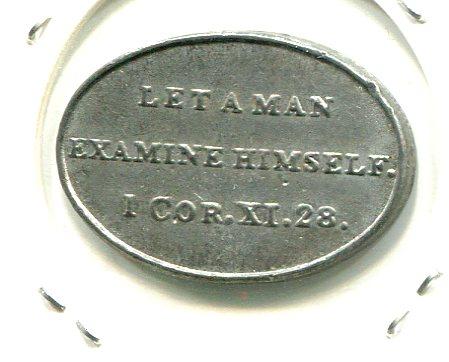 LET A MAN
EXAMINE HIMSELF.
I COR. XI. 28.